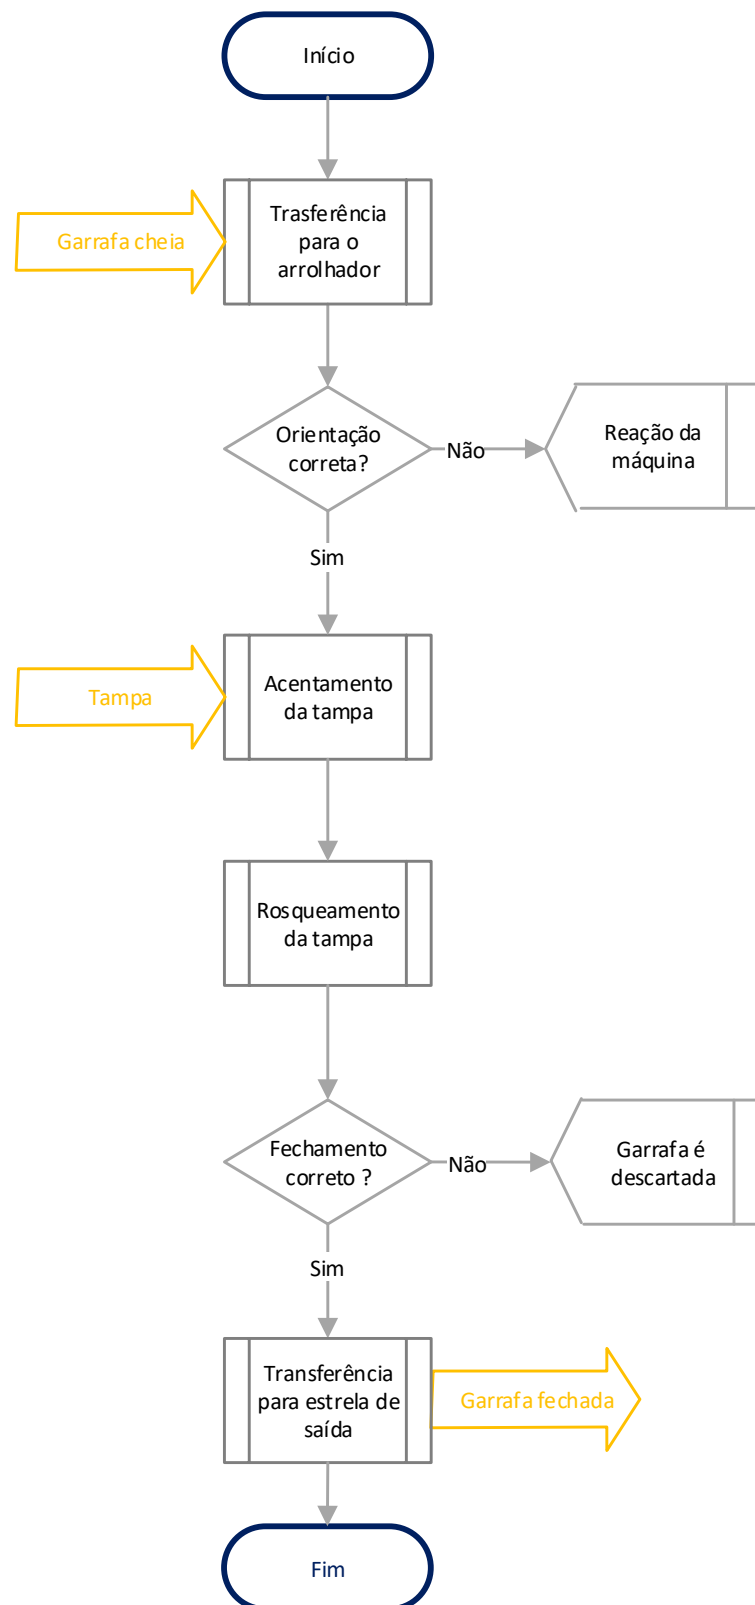 Início
Trasferência
para o
arrolhador
Garrafa cheia
Orientação
correta?
Não
Reação da
máquina
Sim
Acentamento
da tampa
Tampa
Rosqueamento
da tampa
Fechamento
correto ?
Não
Garrafa é
descartada
Sim
Transferência
para estrela de
saída
Garrafa fechada
Fim